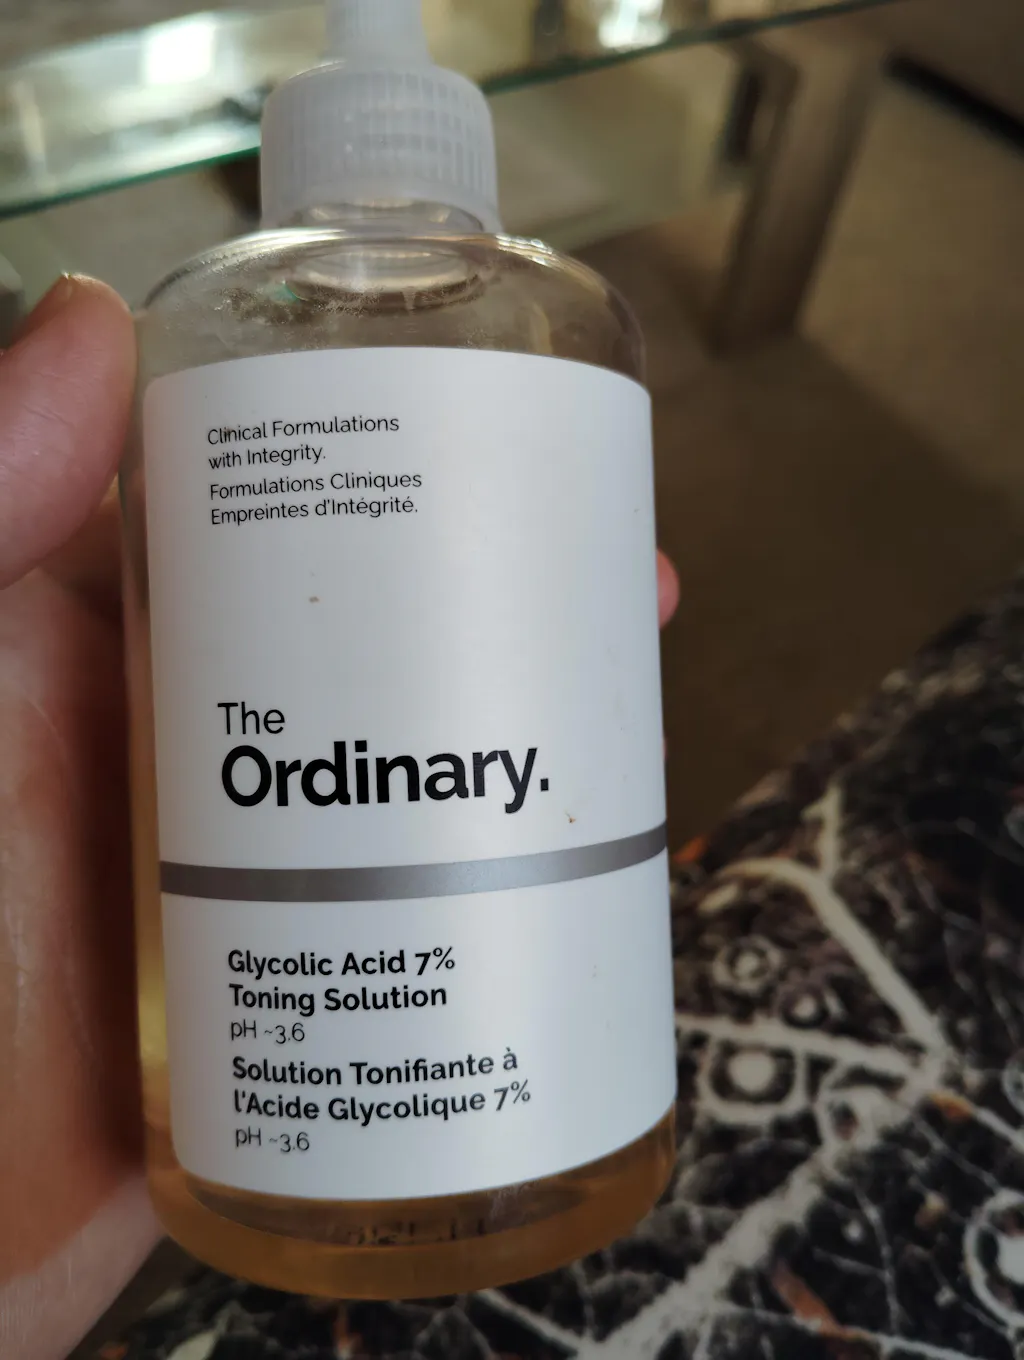 Clinical Formulations
with Integrity.
Formulations Cliniques
Empreintes d'Intégrité.
The
Ordinary.
Glycolic Acid 7%
Toning Solution
pH ~3.6
Solution Tonifiante à
l'Acide Glycolique 7%
pH ~3.6